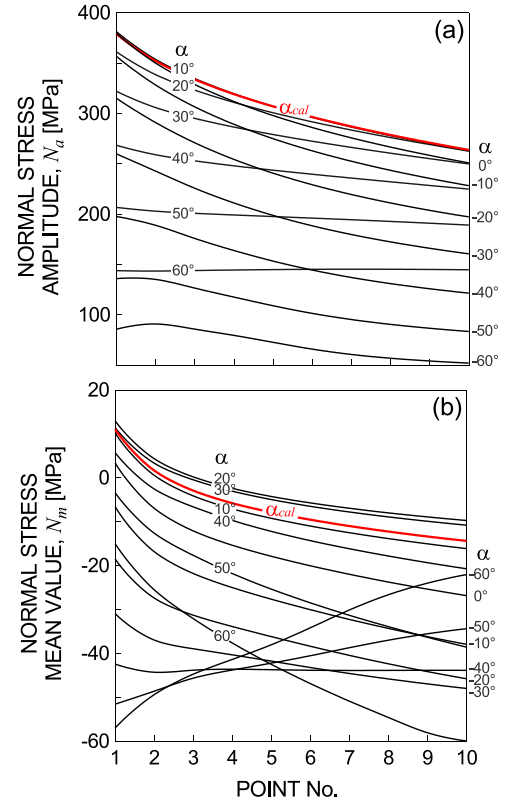 (a)
400
300
200
100
NORMAL STRESS
AMPLITUDE, Na [MPa]
α
10°
20°
30°
40°
50°
60°
αcal
α
0°
-10°
-20°
-30°
-40°
-50°
-60°
(b)
20
0
-20
-40
-60
NORMAL STRESS
MEAN VALUE, Nm [MPa]
α
20°
30°
10°
40°
50°
60°
αcal
α
-60°
0°
-50°
-10°
-40°
-20°
-30°
1 2 3 4 5 6 7 8 9 10
POINT No.